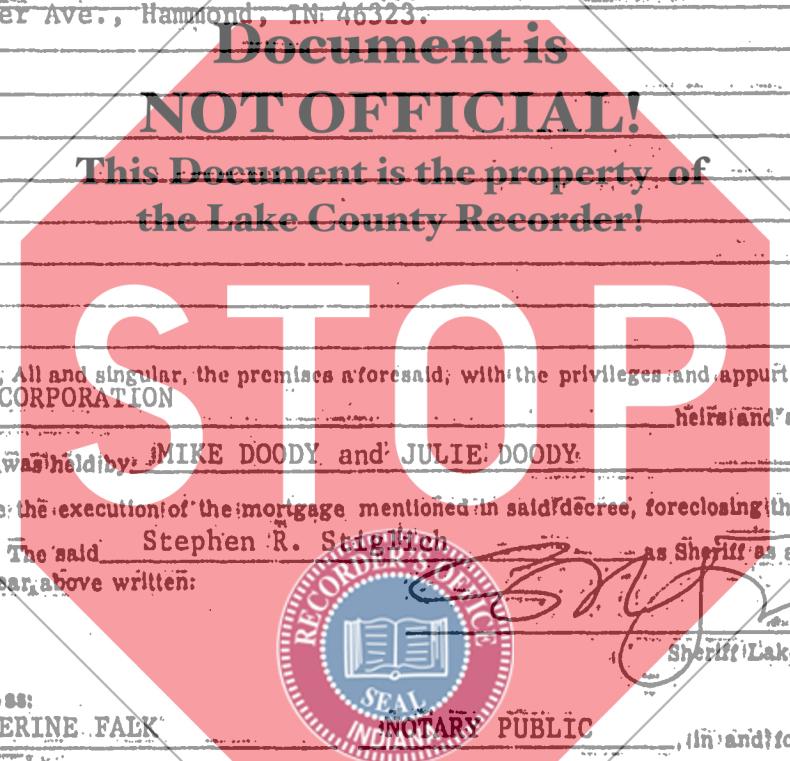 er Ave., Hammond, IN 46323.
Document is
NOT OFFICIAL!
This Document is the property of
the Lake County Recorder!
STOP
, All and singular, the premises aforesaid, with the privileges and appurt
CORPORATION
heirs and a
was held by MIKE DOODY and JULIE DOODY
e the execution of the mortgage mentioned in said decree, foreclosing th
The said Stephen R. Stiglich as Sheriff as a
ear above written:
RECORDER'S OFFICE
SEAL
INDIANA
Sheriff Lak
ss:
ERINE FALK NOTARY PUBLIC , in and fo